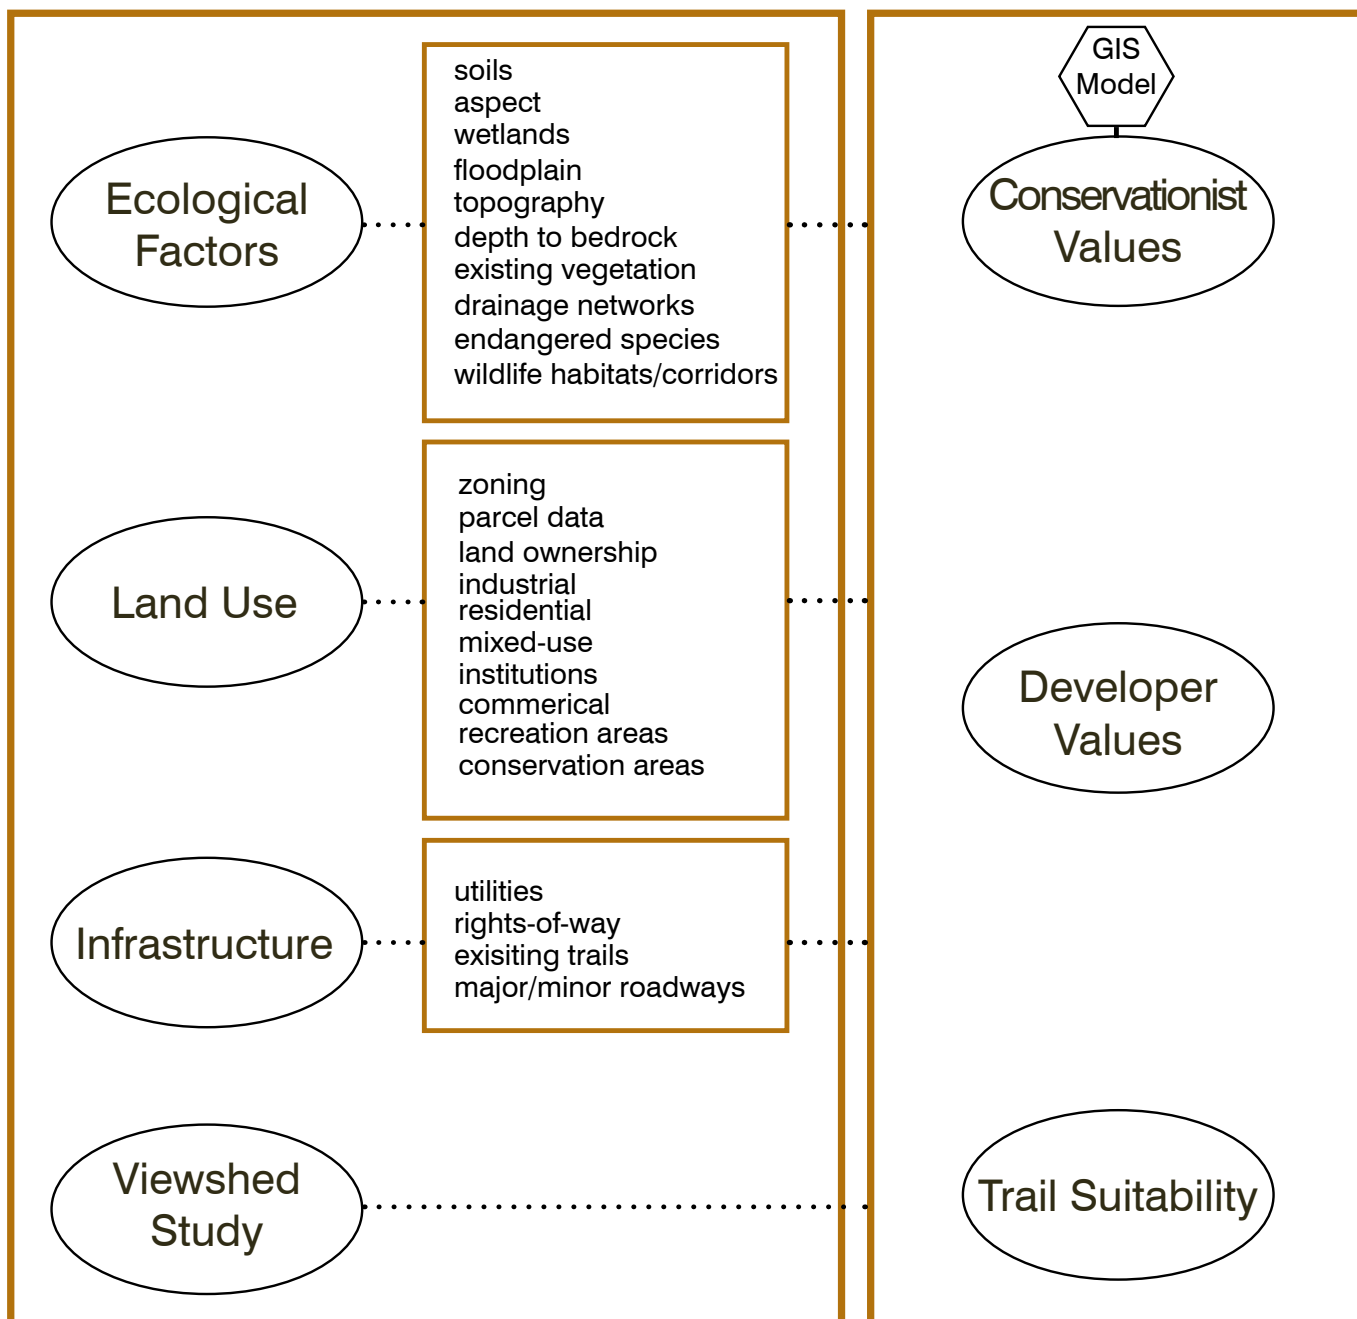 Ecological
Factors
soils
aspect
wetlands
floodplain
topography
depth to bedrock
existing vegetation
drainage networks
endangered species
wildlife habitats/corridors
Land Use
zoning
parcel data
land ownership
industrial
residential
mixed-use
institutions
commerical
recreation areas
conservation areas
Infrastructure
utilities
rights-of-way
exisiting trails
major/minor roadways
Viewshed
Study
GIS
Model
Conservationist
Values
Developer
Values
Trail Suitability